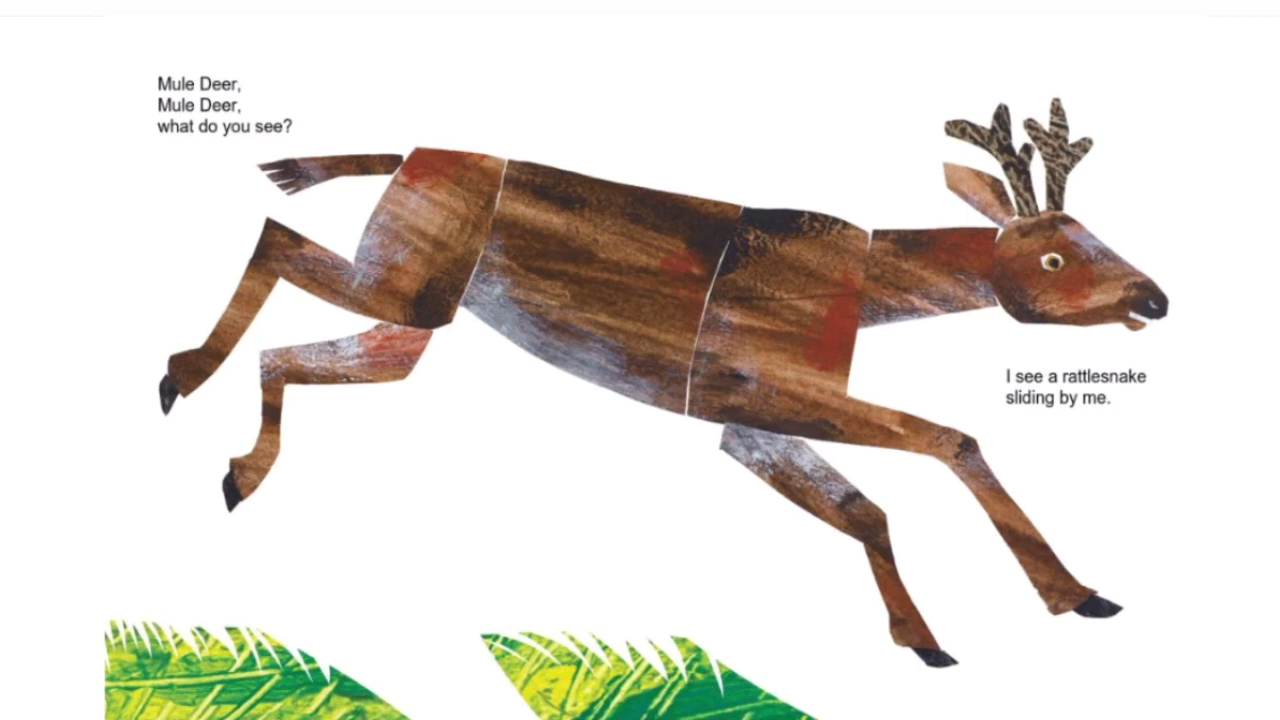 Mule Deer,
Mule Deer,
what do you see?
I see a rattlesnake
sliding by me.